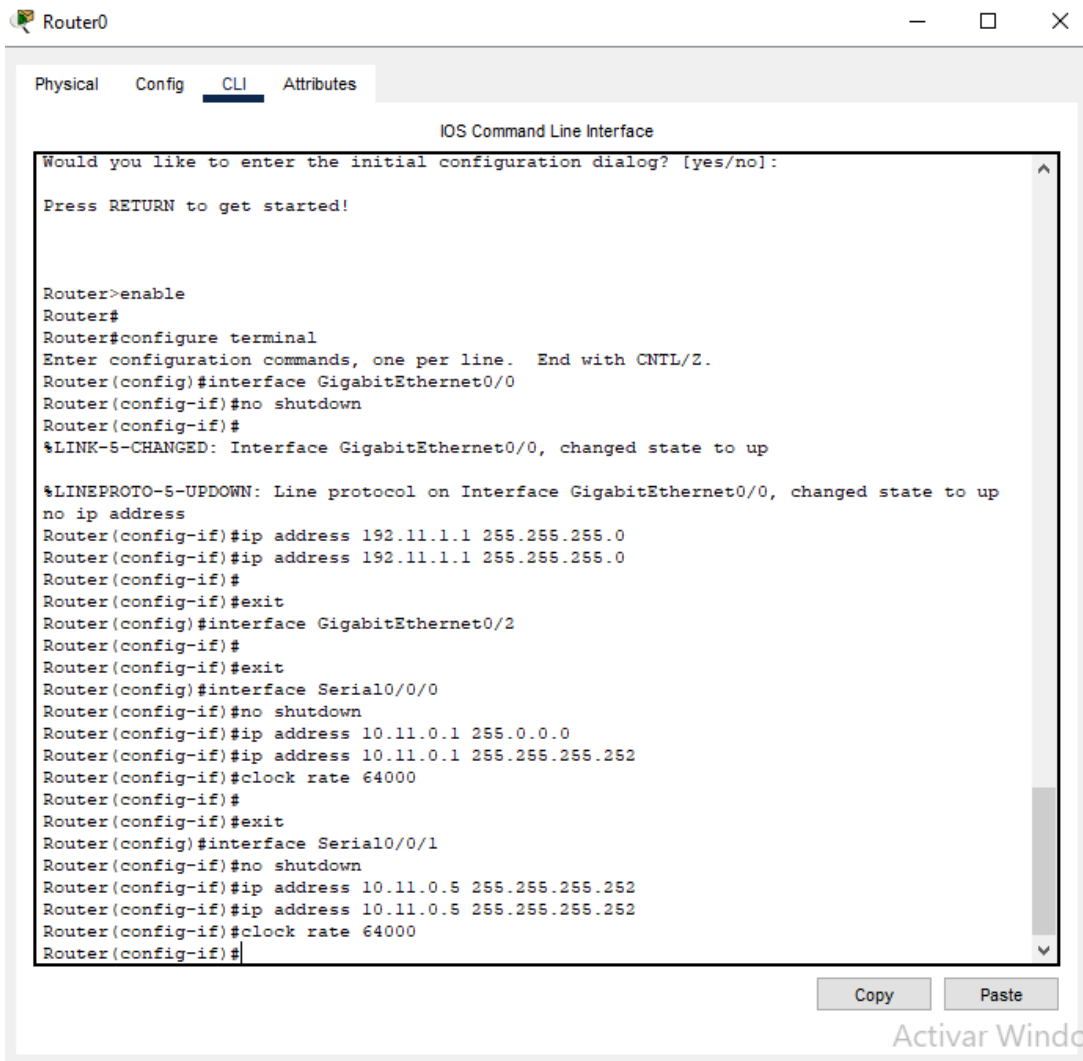 Router0
Physical Config CLI Attributes
IOS Command Line Interface
Would you like to enter the initial configuration dialog? [yes/no]:
Press RETURN to get started!
Router>enable
Router#
Router#configure terminal
Enter configuration commands, one per line.  End with CNTL/Z.
Router(config)#interface GigabitEthernet0/0
Router(config-if)#no shutdown
Router(config-if)#
%LINK-5-CHANGED: Interface GigabitEthernet0/0, changed state to up
%LINEPROTO-5-UPDOWN: Line protocol on Interface GigabitEthernet0/0, changed state to up
no ip address
Router(config-if)#ip address 192.11.1.1 255.255.255.0
Router(config-if)#ip address 192.11.1.1 255.255.255.0
Router(config-if)#
Router(config-if)#exit
Router(config)#interface GigabitEthernet0/2
Router(config-if)#
Router(config-if)#exit
Router(config)#interface Serial0/0/0
Router(config-if)#no shutdown
Router(config-if)#ip address 10.11.0.1 255.0.0.0
Router(config-if)#ip address 10.11.0.1 255.255.255.252
Router(config-if)#clock rate 64000
Router(config-if)#
Router(config-if)#exit
Router(config)#interface Serial0/0/1
Router(config-if)#no shutdown
Router(config-if)#ip address 10.11.0.5 255.255.255.252
Router(config-if)#ip address 10.11.0.5 255.255.255.252
Router(config-if)#clock rate 64000
Router(config-if)#
Copy Paste
Activar Windo